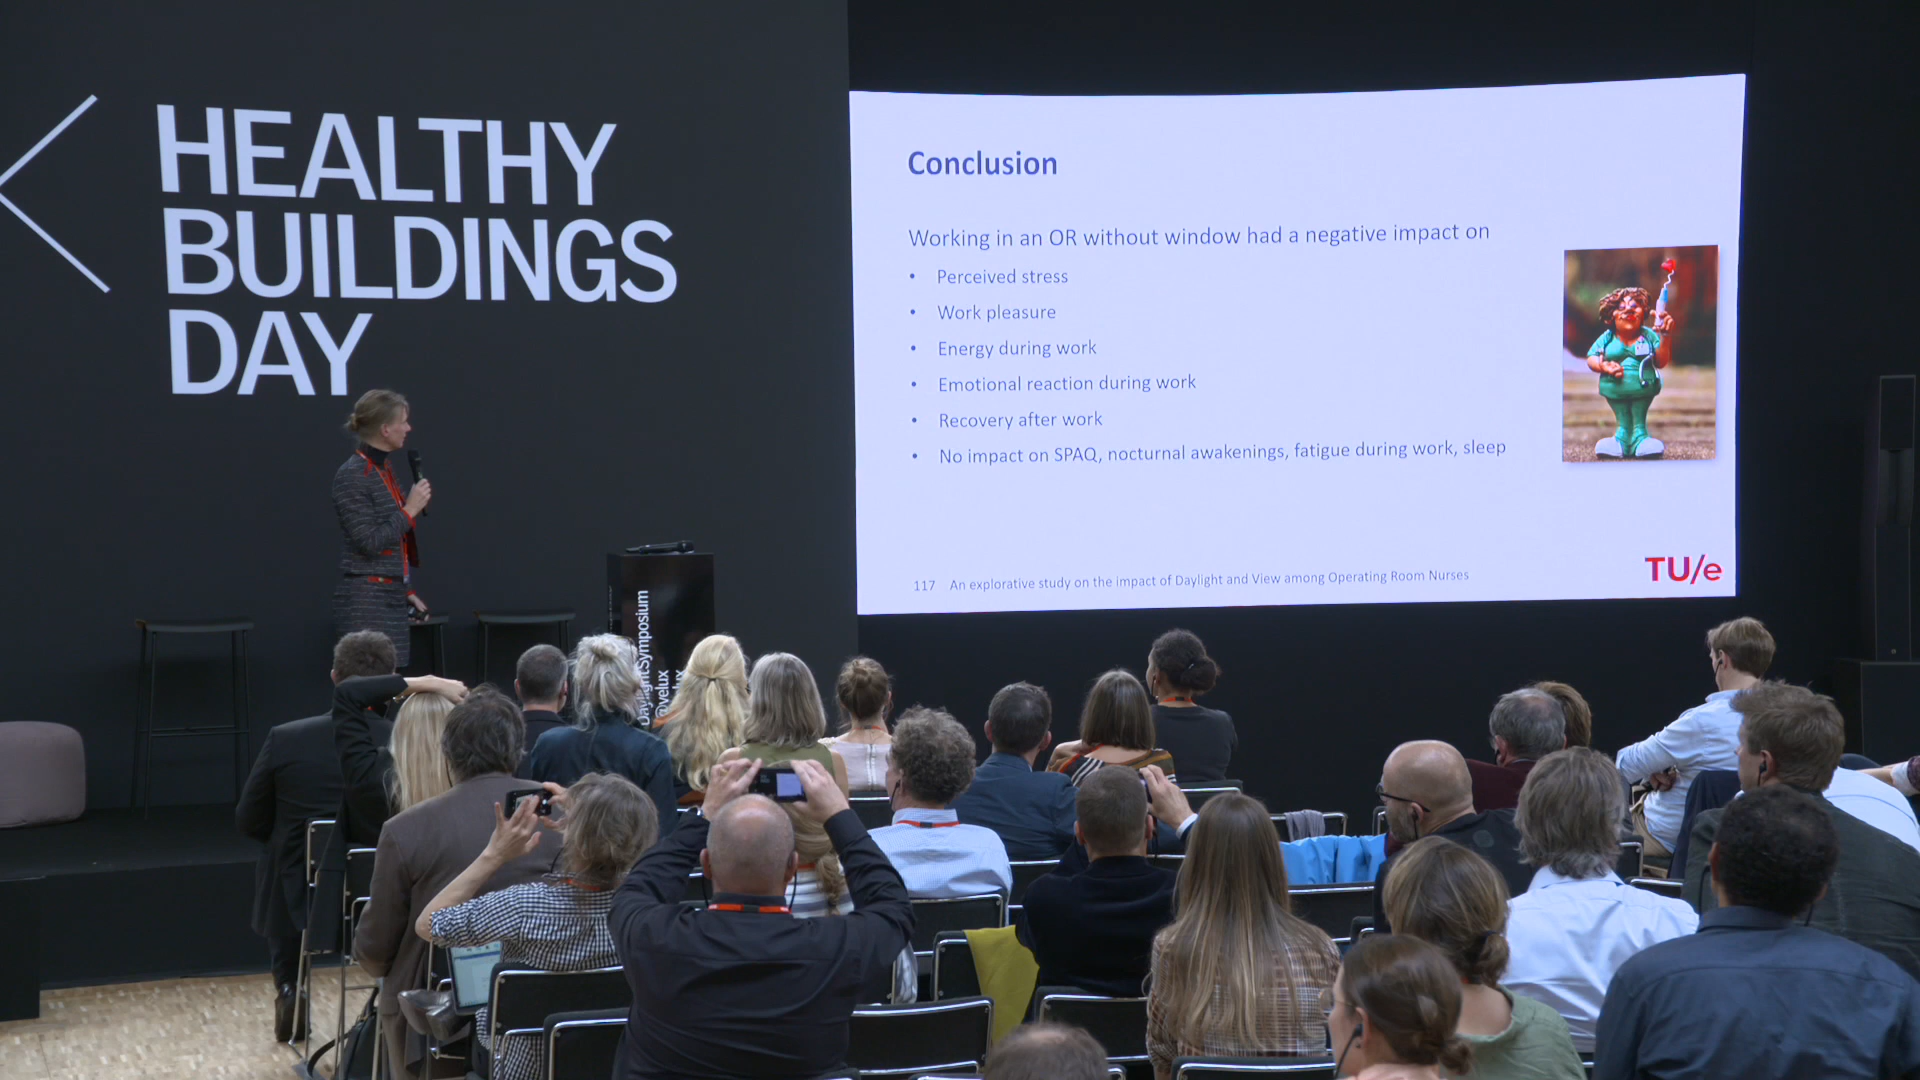 HEALTHY
BUILDINGS
DAY
Conclusion
Working in an OR without window had a negative impact on
• Perceived stress
• Work pleasure
• Energy during work
• Emotional reaction during work
• Recovery after work
• No impact on SPAQ, nocturnal awakenings, fatigue during work, sleep
117 An explorative study on the impact of Daylight and View among Operating Room Nurses
TU/e
DaylightSymposium
@velux